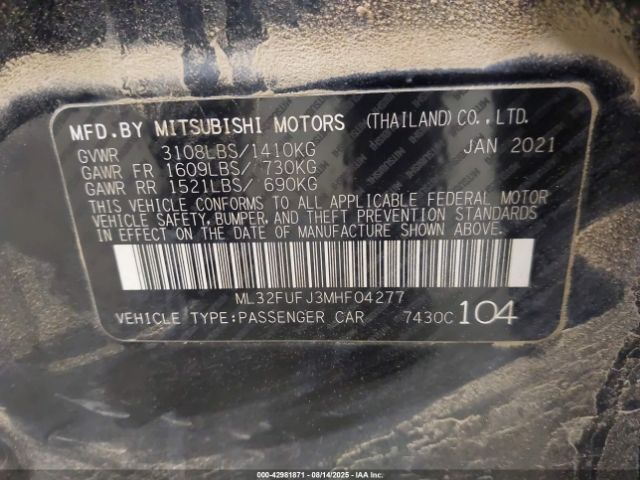 MFD.BY MITSUBISHI MOTORS (THAILAND) CO.,LTD.
GVWR 3108LBS/1410KG JAN 2021
GAWR FR 1609LBS/ 730KG
GAWR RR 1521LBS/ 690KG
THIS VEHICLE CONFORMS TO ALL APPLICABLE FEDERAL MOTOR
VEHICLE SAFETY, BUMPER, AND THEFT PREVENTION STANDARDS
IN EFFECT ON THE DATE OF MANUFACTURE SHOWN ABOVE.
ML32FUFJ3MHF04277
VEHICLE TYPE:PASSENGER CAR 7430C 104
000-42981871 | 08/14/2025 | IAAI.COM